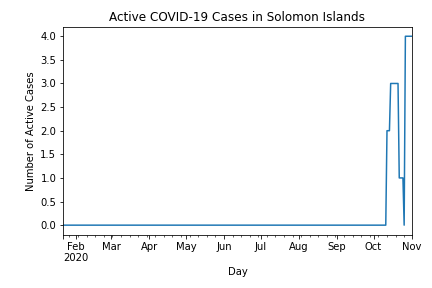 Active COVID-19 Cases in Solomon Islands
Number of Active Cases
4.0
3.5
3.0
2.5
2.0
1.5
1.0
0.5
0.0
Feb Mar Apr May Jun Jul Aug Sep Oct Nov
2020
Day